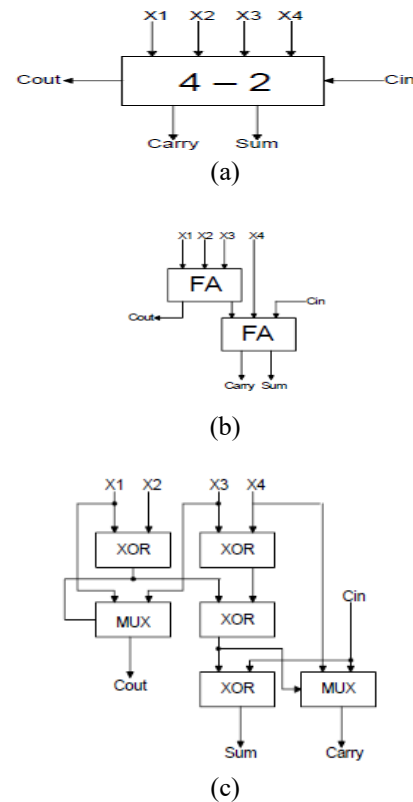 X1 X2 X3 X4
Cout 4 – 2 Cin
Carry Sum
(a)
X1 X2 X3 X4
FA
Cout Cin
FA
Carry Sum
(b)
X1 X2 X3 X4
XOR XOR
Cin
MUX XOR
Cout XOR MUX
Sum Carry
(c)